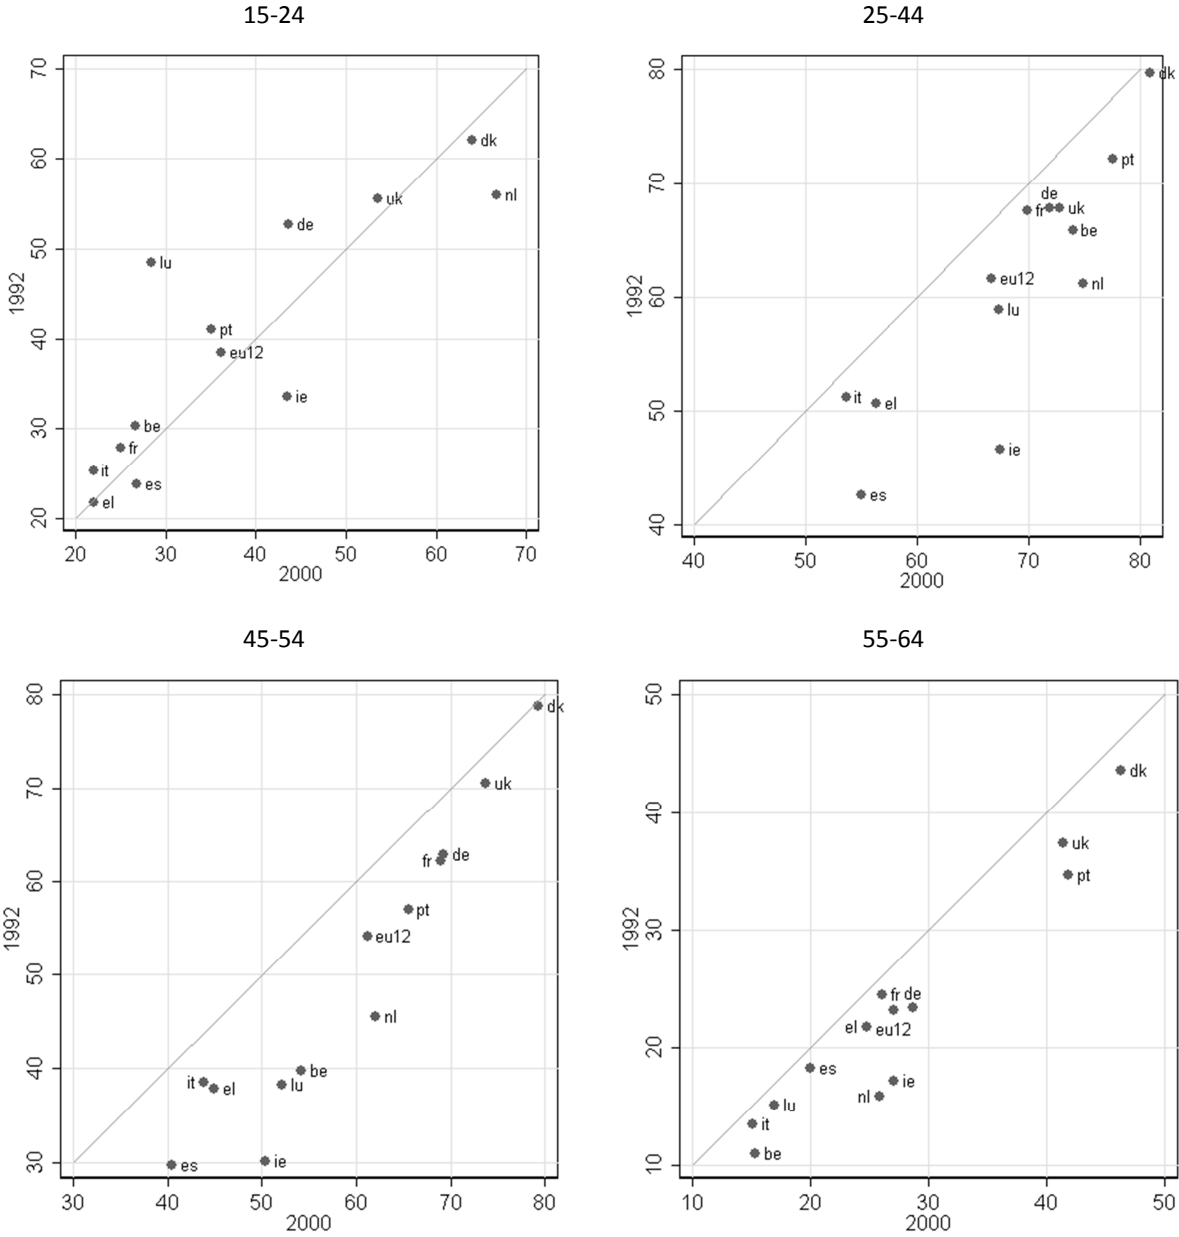 15-24
25-44
70
60
50
40
30
20
1992
dk
nl
uk
de
lu
pt
eu12
ie
be
fr
it
es
el
20 30 40 50 60 70
2000
80
70
60
50
40
1992
dk
pt
de
fr uk
be
eu12 nl
lu
it el
ie
es
40 50 60 70 80
2000
45-54
55-64
80
70
60
50
40
30
1992
dk
uk
fr de
pt
eu12
nl
be
it el lu
es ie
30 40 50 60 70 80
2000
50
40
30
20
10
1992
dk
uk
pt
fr de
el eu12
es
ie
nl
lu
it
be
10 20 30 40 50
2000